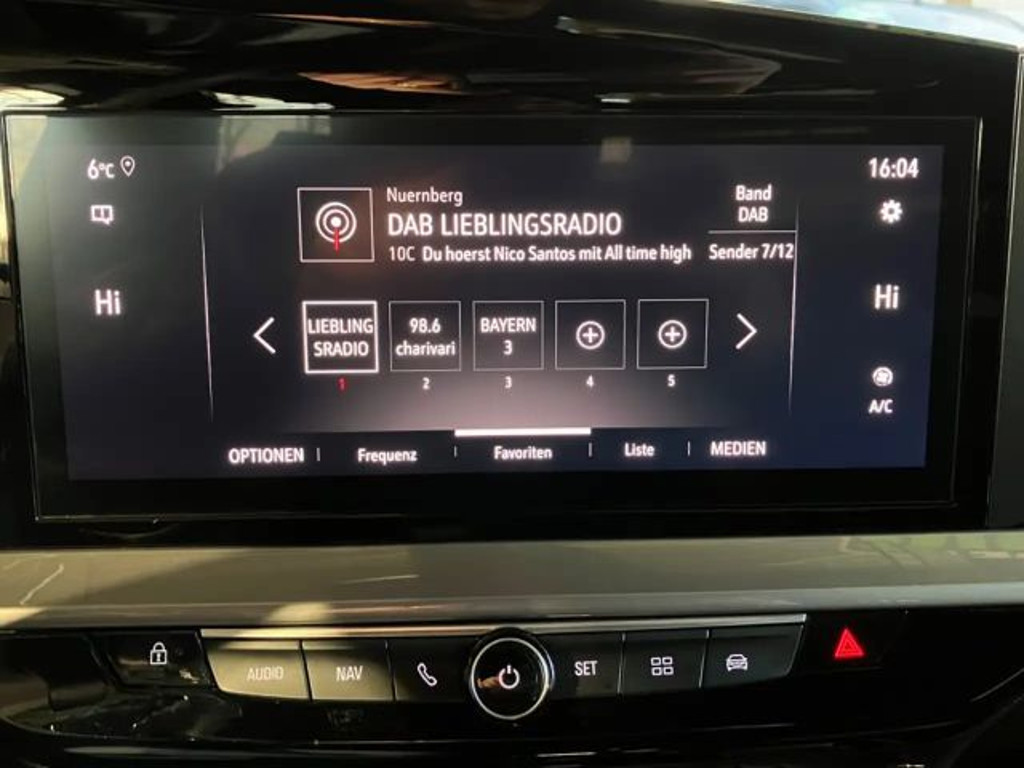 6°C
16:04
Nuernberg
DAB LIEBLINGSRADIO
10C Du hoerst Nico Santos mit All time high
Band
DAB
Sender 7/12
Hi
Hi
LIEBLING
SRADIO
1
98.6
charivari
2
BAYERN
3
3
4
5
A/C
OPTIONEN
Frequenz
Favoriten
Liste
MEDIEN
AUDIO
NAV
SET